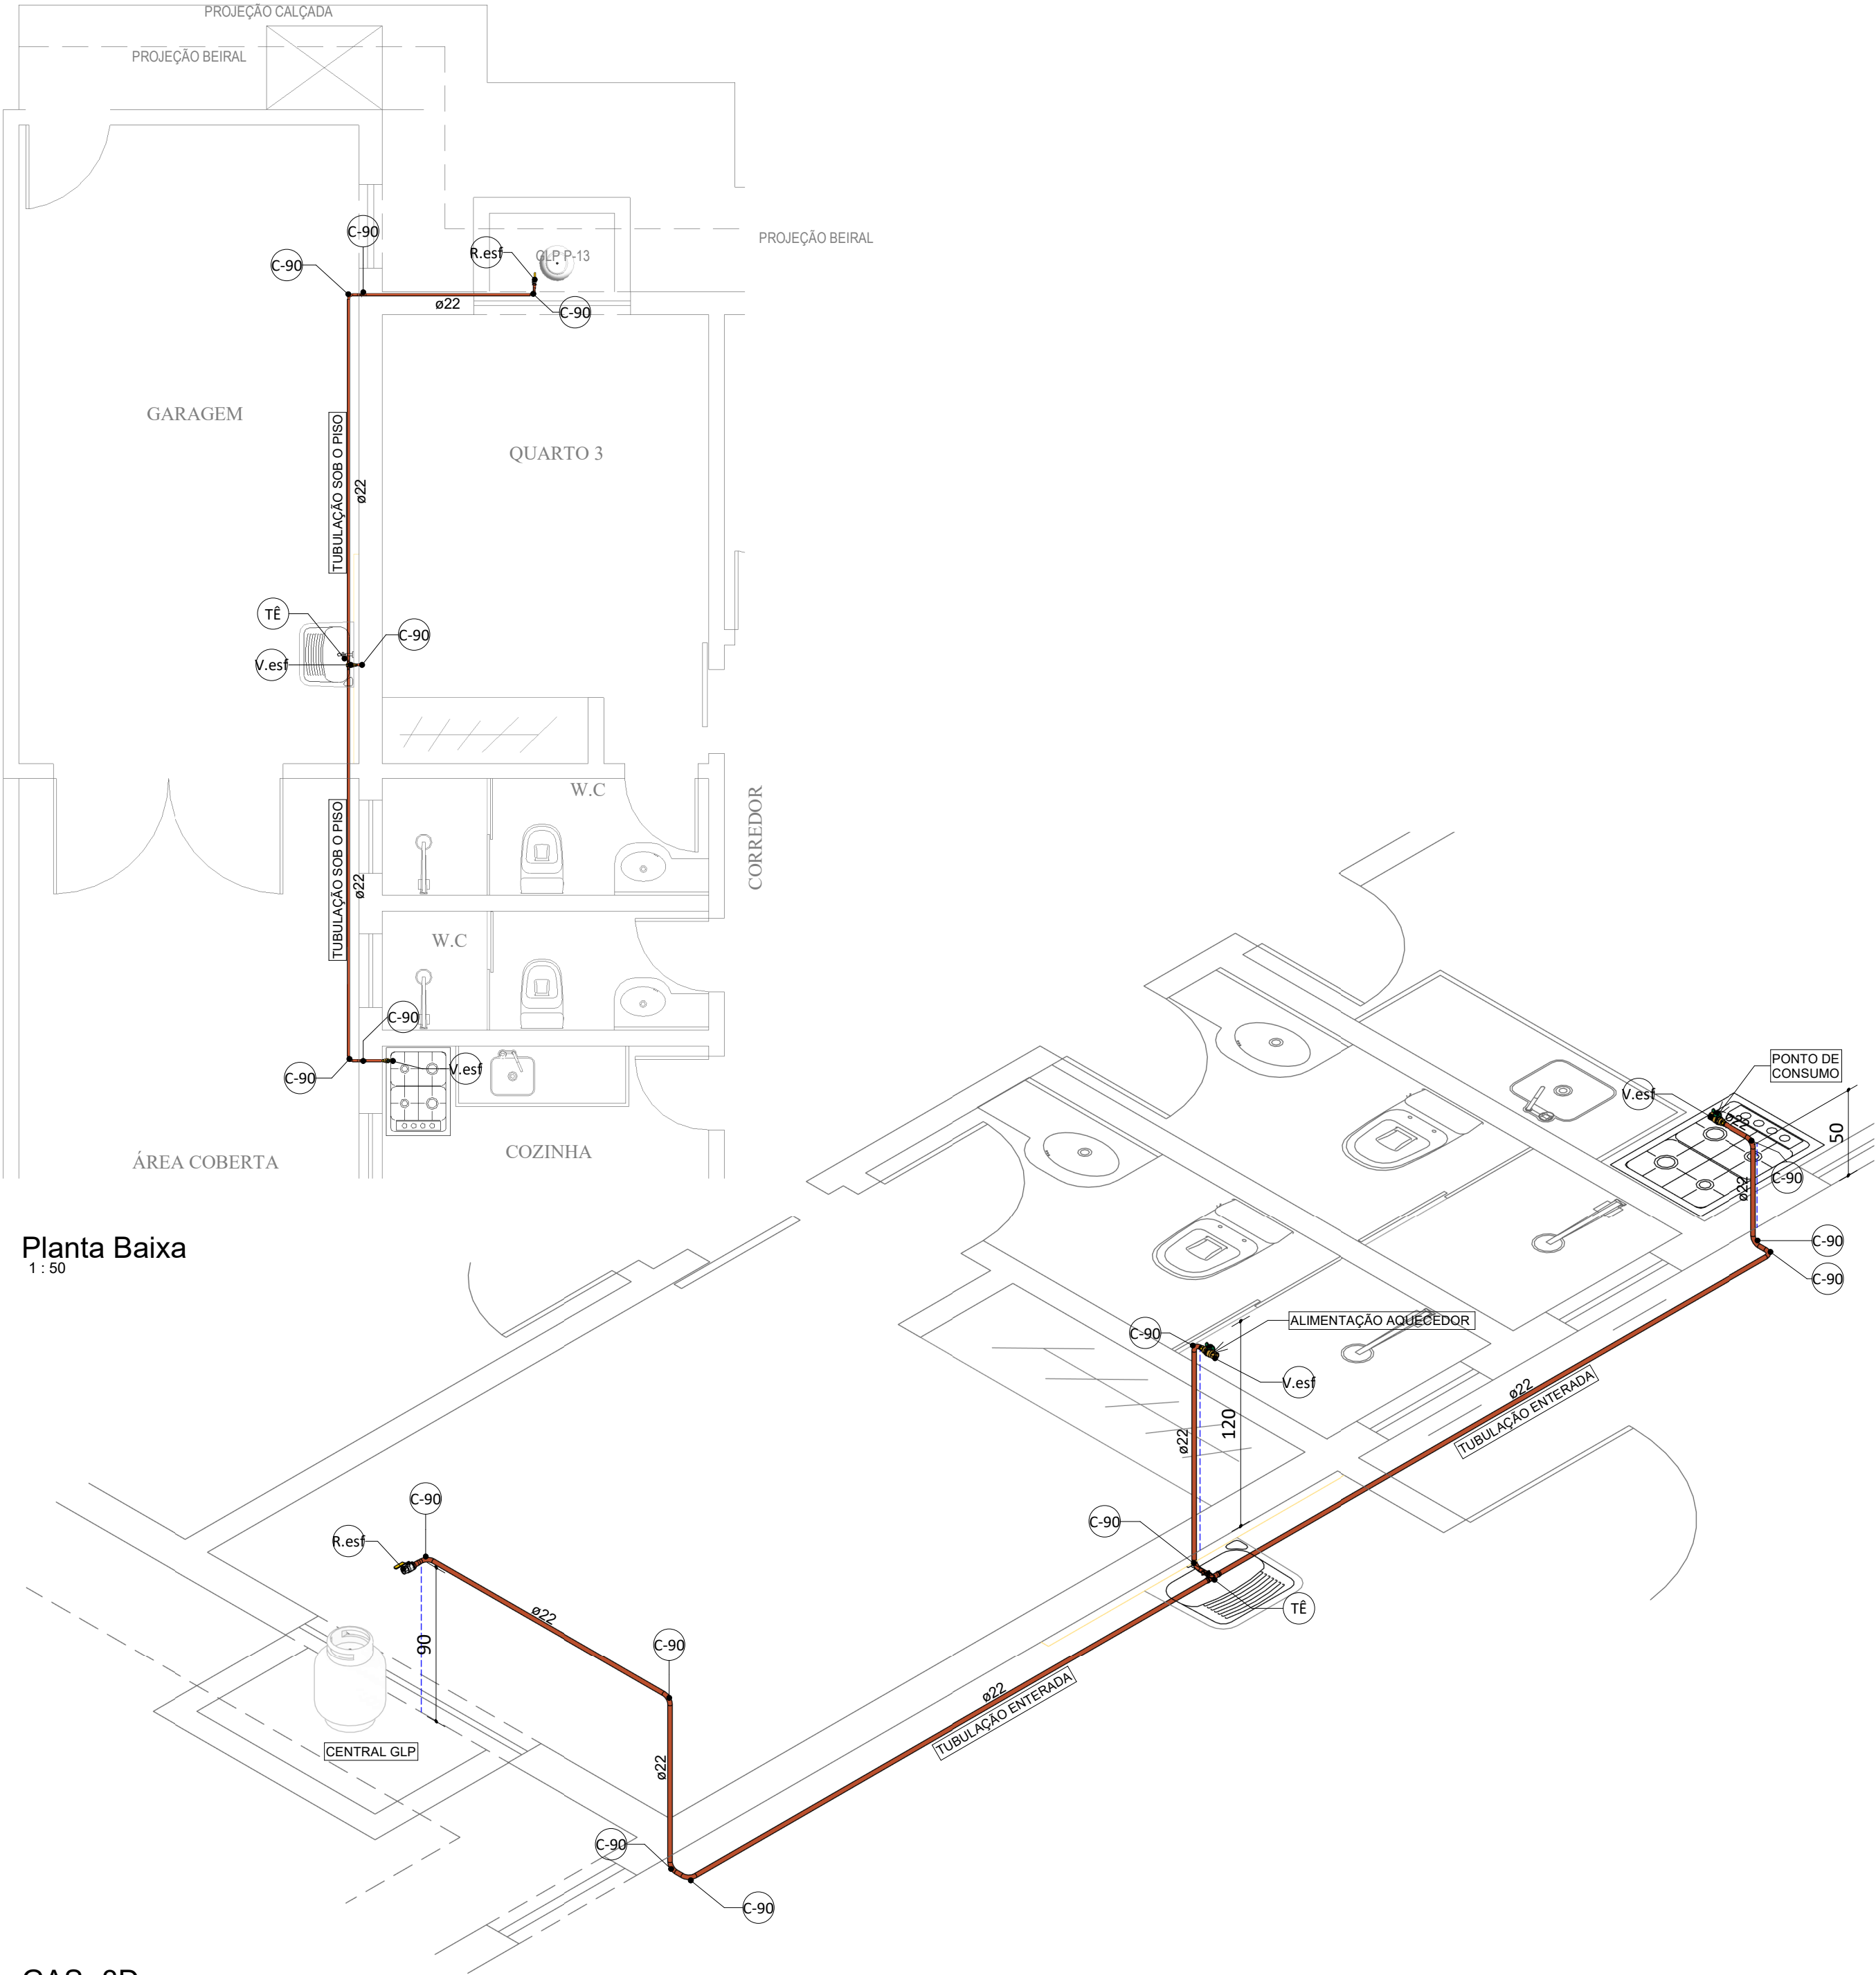 PROJEÇÃO CALÇADA
PROJEÇÃO BEIRAL
PROJEÇÃO BEIRAL
C-90
C-90
R.esf
GLP P-13
ø22
C-90
GARAGEM
TUBULAÇÃO SOB O PISO
ø22
QUARTO 3
TÊ
C-90
V.esf
W.C
CORREDOR
TUBULAÇÃO SOB O PISO
ø22
W.C
C-90
C-90
V.esf
COZINHA
ÁREA COBERTA
Planta Baixa
1 : 50
PONTO DE
CONSUMO
V.esf
ø22
50
C-90
ø22
C-90
C-90
ALIMENTAÇÃO AQUECEDOR
C-90
V.esf
120
ø22
ø22
TUBULAÇÃO ENTERADA
C-90
TÊ
C-90
R.esf
ø22
90
C-90
CENTRAL GLP
ø22
ø22
TUBULAÇÃO ENTERADA
C-90
C-90